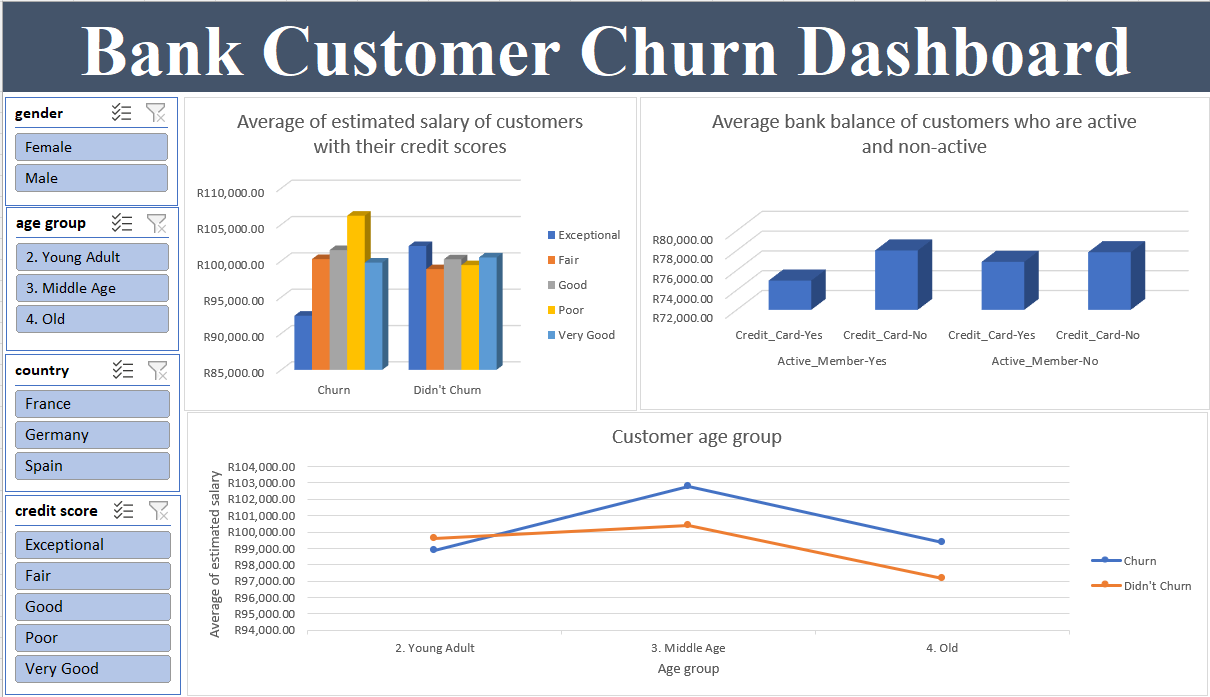 Bank Customer Churn Dashboard
gender
Female
Male
age group
2. Young Adult
3. Middle Age
4. Old
country
France
Germany
Spain
credit score
Exceptional
Fair
Good
Poor
Very Good
Average of estimated salary of customers
with their credit scores
R110,000.00
R105,000.00
R100,000.00
R95,000.00
R90,000.00
R85,000.00
Churn
Didn't Churn
Exceptional
Fair
Good
Poor
Very Good
Average bank balance of customers who are active
and non-active
R80,000.00
R78,000.00
R76,000.00
R74,000.00
R72,000.00
Credit_Card-Yes
Credit_Card-No
Credit_Card-Yes
Credit_Card-No
Active_Member-Yes
Active_Member-No
Customer age group
Average of estimated salary
R104,000.00
R103,000.00
R102,000.00
R101,000.00
R100,000.00
R99,000.00
R98,000.00
R97,000.00
R96,000.00
R95,000.00
R94,000.00
2. Young Adult
3. Middle Age
4. Old
Age group
Churn
Didn't Churn